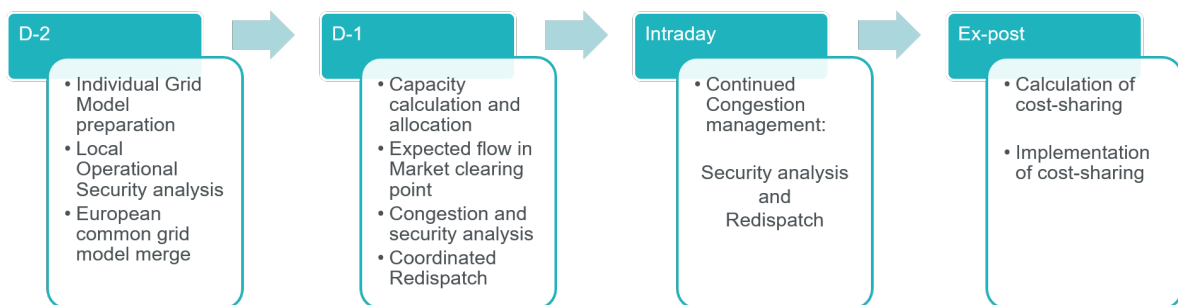 D-2
• Individual Grid
Model
preparation
• Local
Operational
Security analysis
• European
common grid
model merge
D-1
• Capacity
calculation and
allocation
• Expected flow in
Market clearing
point
• Congestion and
security analysis
• Coordinated
Redispatch
Intraday
• Continued
Congestion
management:
Security analysis
and
Redispatch
Ex-post
• Calculation of
cost-sharing
• Implementation
of cost-sharing